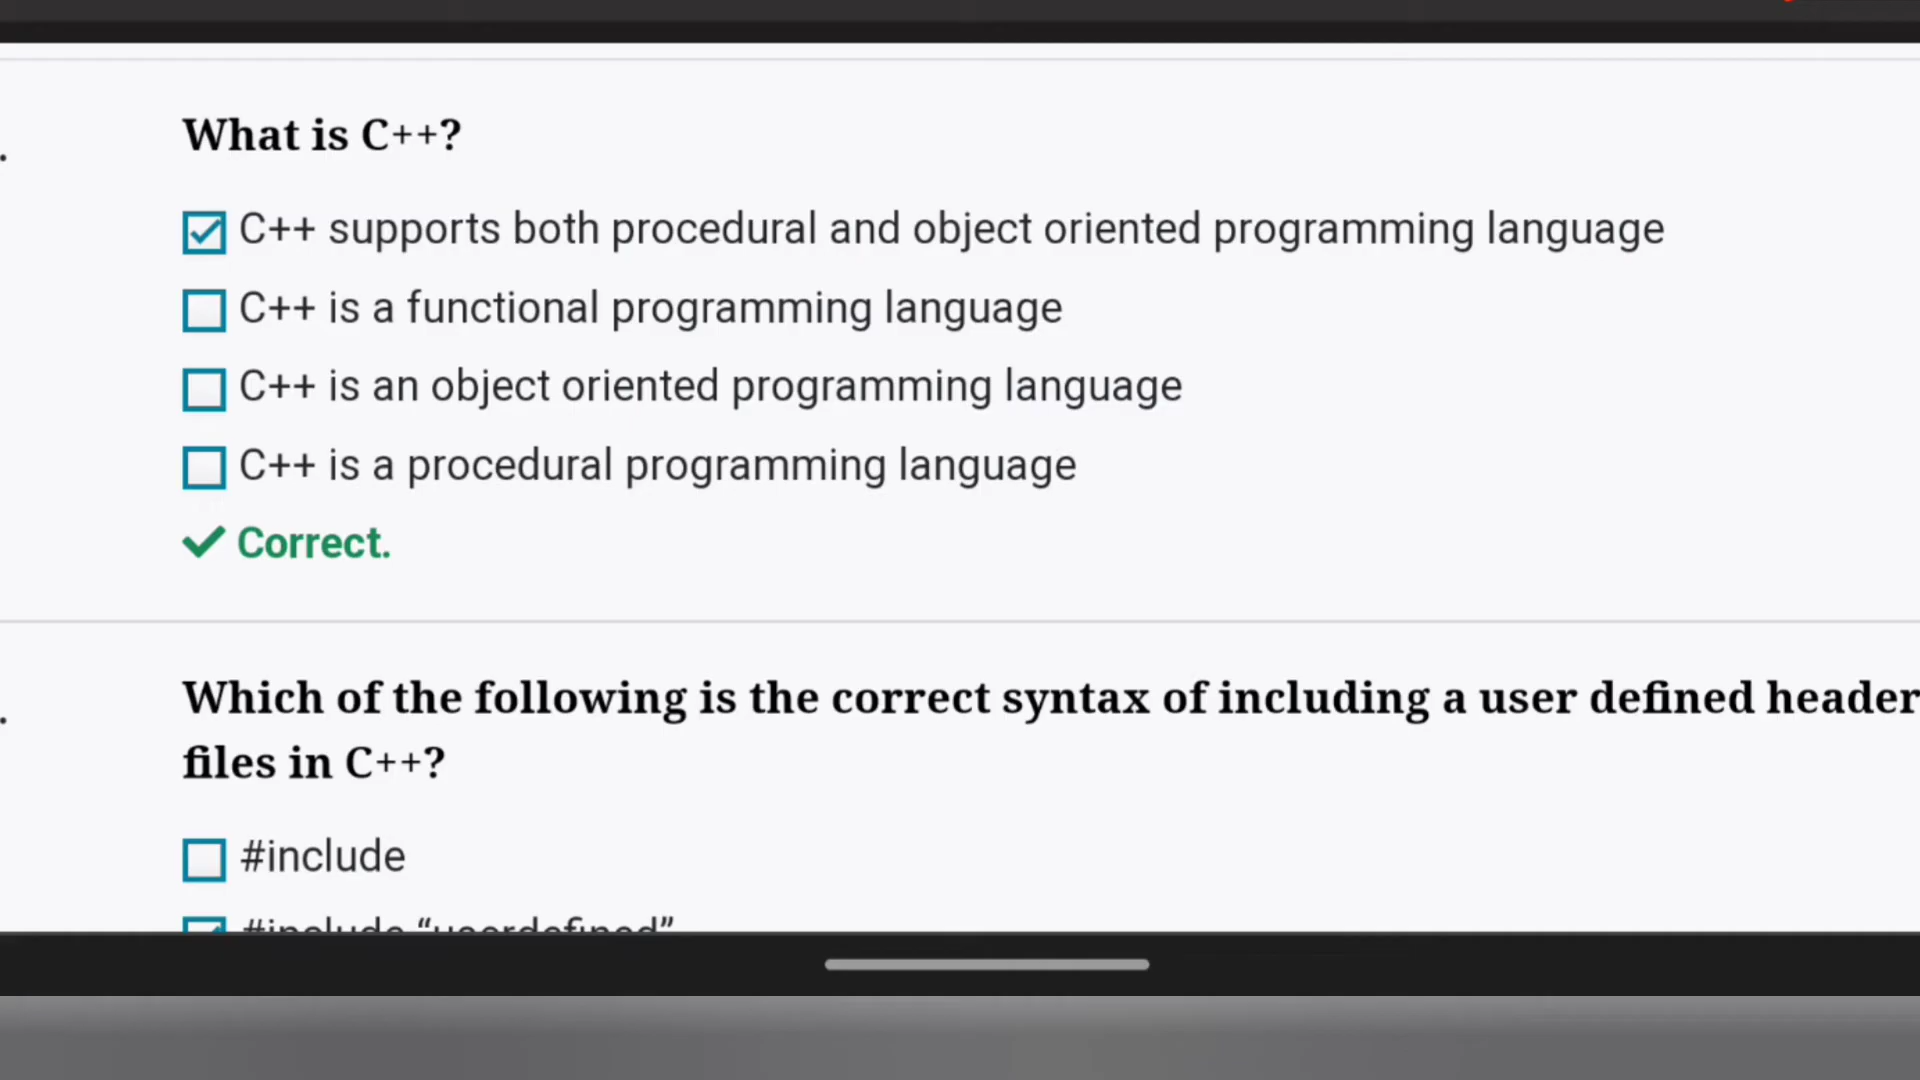 What is C++?
C++ supports both procedural and object oriented programming language
C++ is a functional programming language
C++ is an object oriented programming language
C++ is a procedural programming language
Correct.
Which of the following is the correct syntax of including a user defined header
files in C++?
#include
#include “userdefined”